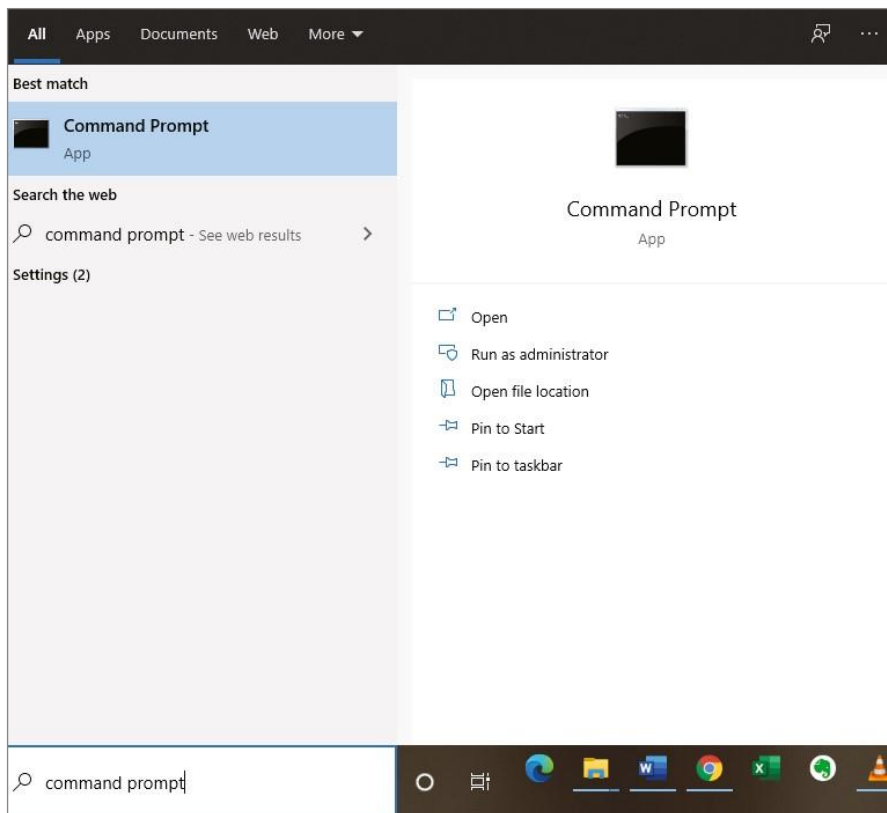 All Apps Documents Web More
Best match
Command Prompt
App
Search the web
command prompt - See web results
Settings (2)
Command Prompt
App
Open
Run as administrator
Open file location
Pin to Start
Pin to taskbar
command prompt